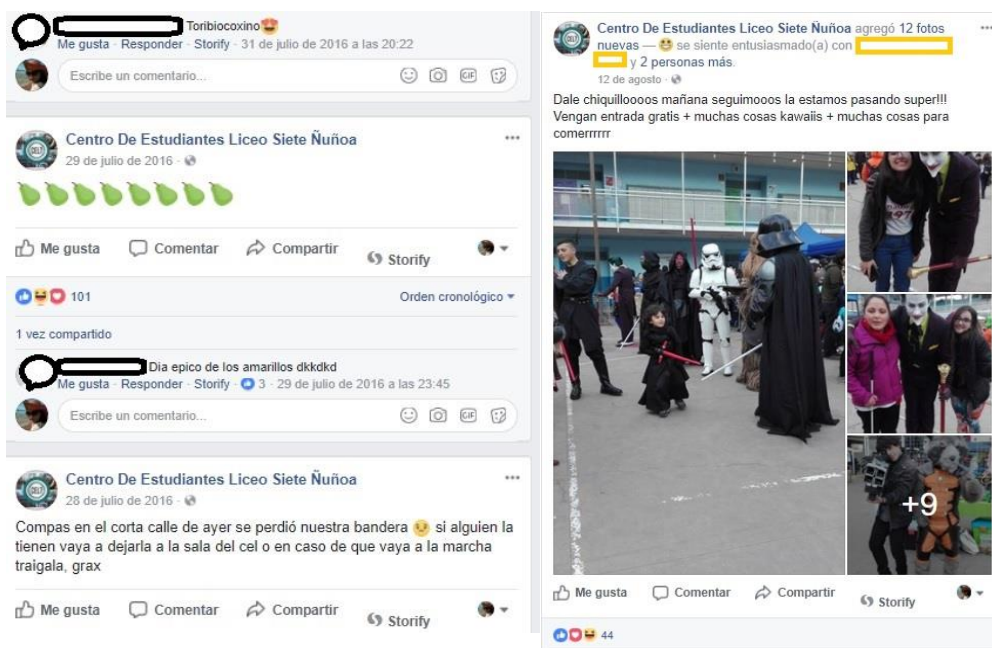 Toribiocoxino
Me gusta · Responder · Storify · 31 de julio de 2016 a las 20:22
Escribe un comentario...
GIF
Centro De Estudiantes Liceo Siete Ñuñoa
29 de julio de 2016
Me gusta Comentar Compartir Storify
101 Orden cronológico
1 vez compartido
Dia epico de los amarillos dkkdkd
Me gusta · Responder · Storify · 3 · 29 de julio de 2016 a las 23:45
Escribe un comentario...
GIF
Centro De Estudiantes Liceo Siete Ñuñoa
28 de julio de 2016
Compas en el corta calle de ayer se perdió nuestra bandera si alguien la
tienen vaya a dejarla a la sala del cel o en caso de que vaya a la marcha
traigala, grax
Me gusta Comentar Compartir Storify
Centro De Estudiantes Liceo Siete Ñuñoa agregó 12 fotos
nuevas — se siente entusiasmado(a) con
y 2 personas más.
12 de agosto
Dale chiquilloooos mañana seguimooos la estamos pasando super!!!
Vengan entrada gratis + muchas cosas kawaiis + muchas cosas para
comerrrrrr
+9
Me gusta Comentar Compartir Storify
44